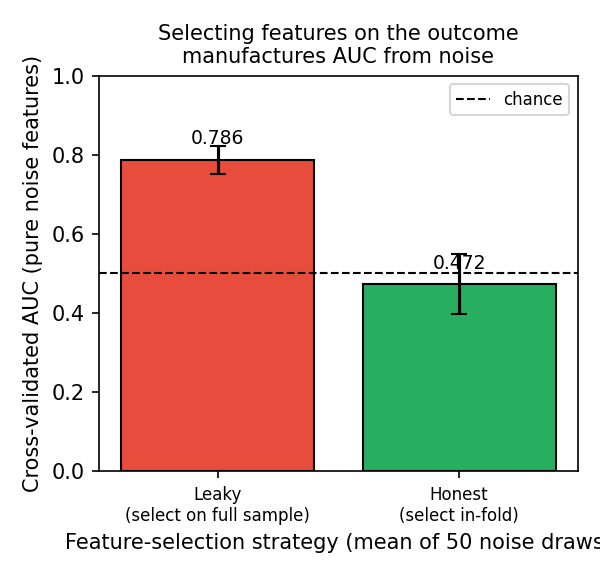 Selecting features on the outcome
manufactures AUC from noise
Cross-validated AUC (pure noise features)
1.0
0.8
0.6
0.4
0.2
0.0
chance
0.786
0.472
Leaky
(select on full sample)
Honest
(select in-fold)
Feature-selection strategy (mean of 50 noise draws